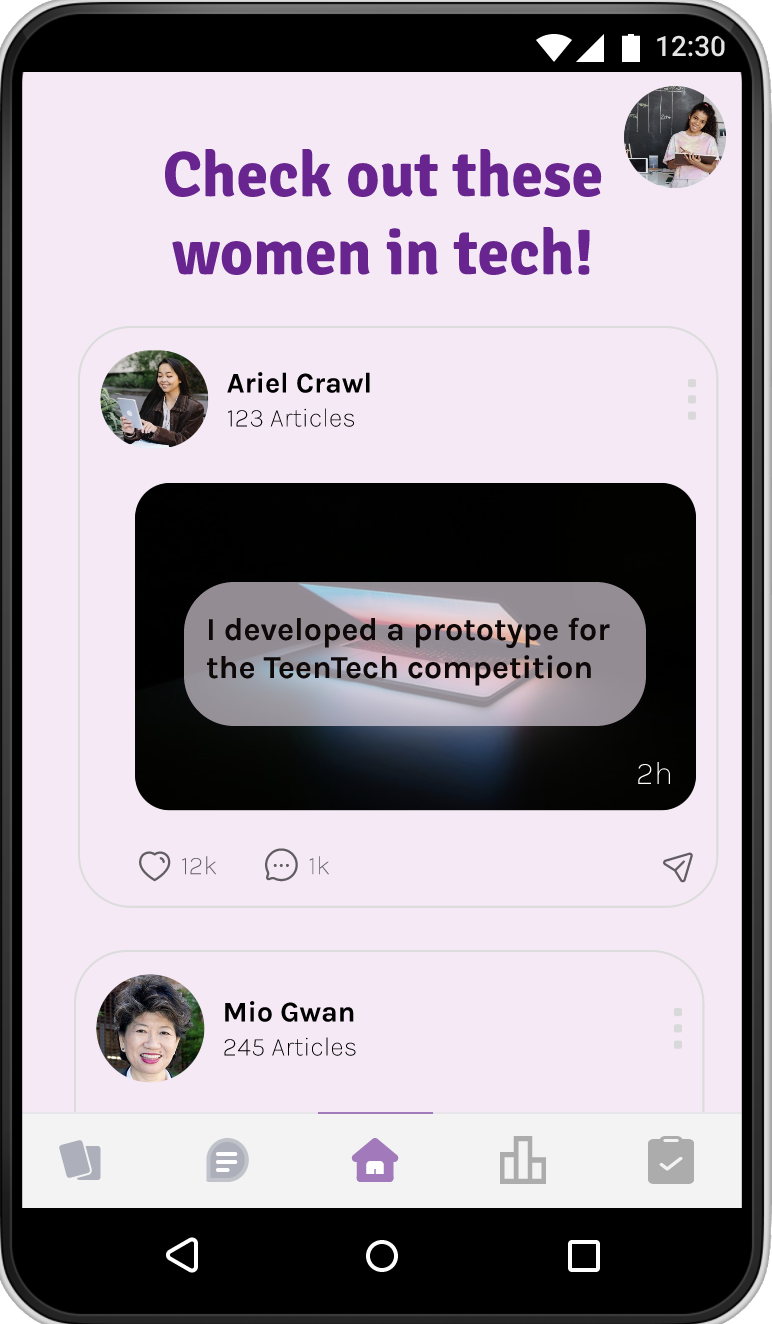 12:30
Check out these
women in tech!
Ariel Crawl
123 Articles
I developed a prototype for
the TeenTech competition
2h
12k
1k
Mio Gwan
245 Articles